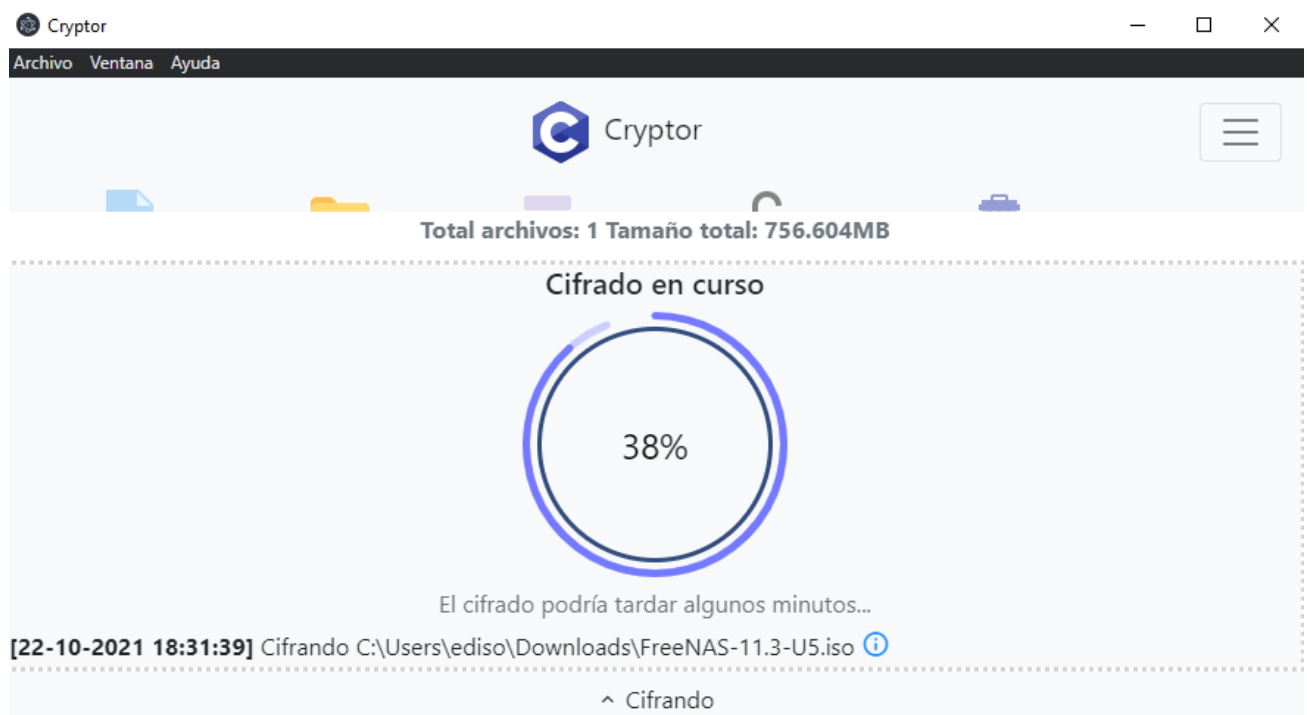 Cryptor
Archivo Ventana Ayuda
Cryptor
Total archivos: 1 Tamaño total: 756.604MB
Cifrado en curso
38%
El cifrado podría tardar algunos minutos...
[22-10-2021 18:31:39] Cifrando C:\Users\ediso\Downloads\FreeNAS-11.3-U5.iso
Cifrando